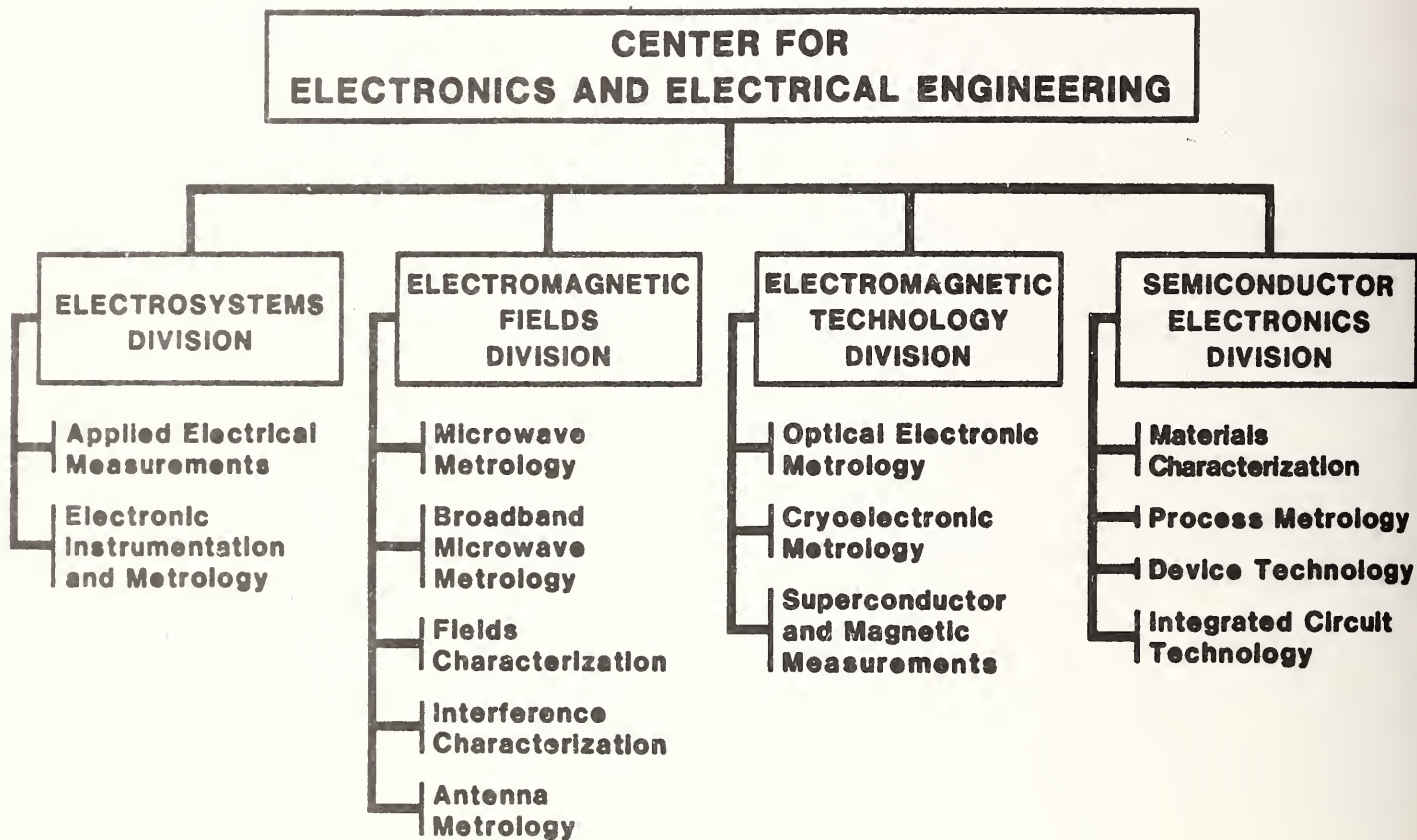 CENTER FOR
ELECTRONICS AND ELECTRICAL ENGINEERING
ELECTROSYSTEMS
DIVISION
Applied Electrical
Measurements
Electronic
Instrumentation
and Metrology
ELECTROMAGNETIC
FIELDS
DIVISION
Microwave
Metrology
Broadband
Microwave
Metrology
Fields
Characterization
Interference
Characterization
Antenna
Metrology
ELECTROMAGNETIC
TECHNOLOGY
DIVISION
Optical Electronic
Metrology
Cryoelectronic
Metrology
Superconductor
and Magnetic
Measurements
SEMICONDUCTOR
ELECTRONICS
DIVISION
Materials
Characterization
Process Metrology
Device Technology
Integrated Circuit
Technology